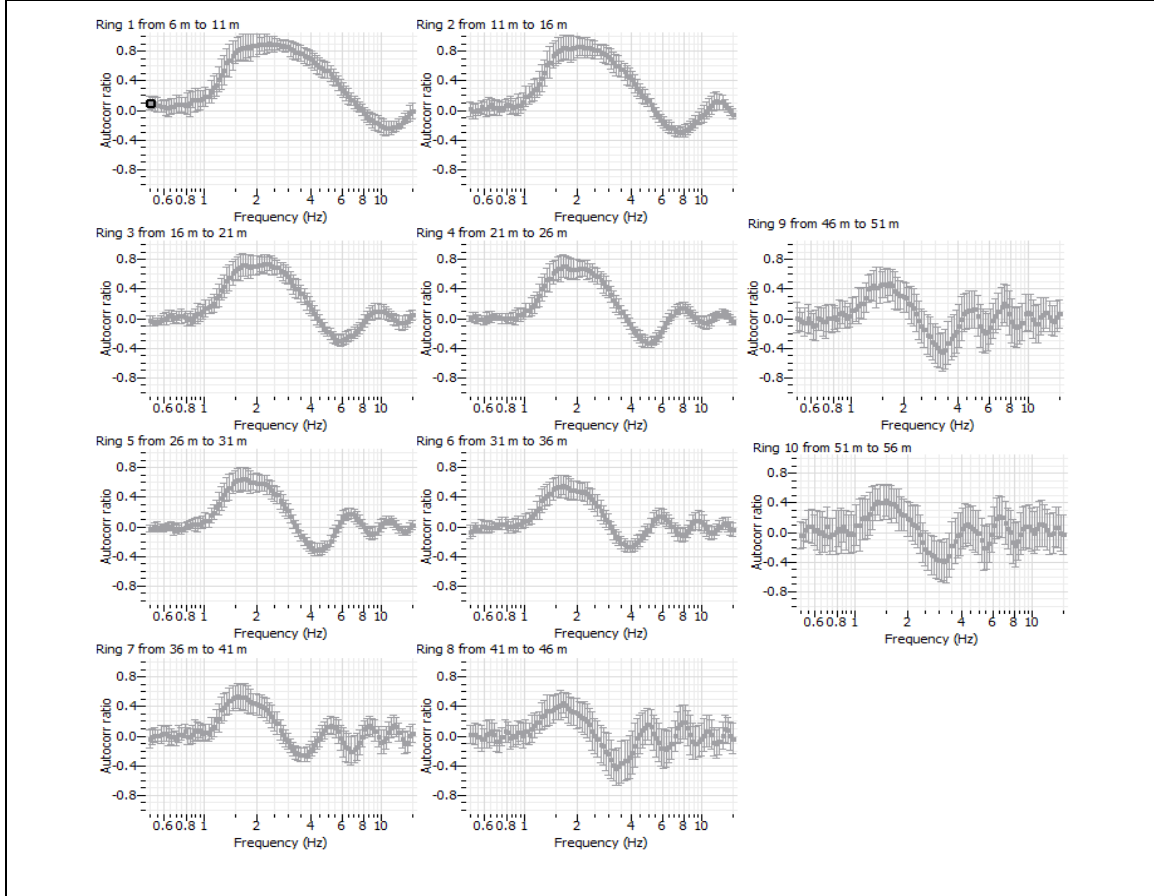 Ring 1 from 6 m to 11 m
Autocorr ratio
0.8
0.4
0.0
-0.4
-0.8
0.6 0.8 1 2 4 6 8 10
Frequency (Hz)
Ring 2 from 11 m to 16 m
Autocorr ratio
0.8
0.4
0.0
-0.4
-0.8
0.6 0.8 1 2 4 6 8 10
Frequency (Hz)
Ring 3 from 16 m to 21 m
Autocorr ratio
0.8
0.4
0.0
-0.4
-0.8
0.6 0.8 1 2 4 6 8 10
Frequency (Hz)
Ring 4 from 21 m to 26 m
Autocorr ratio
0.8
0.4
0.0
-0.4
-0.8
0.6 0.8 1 2 4 6 8 10
Frequency (Hz)
Ring 9 from 46 m to 51 m
Autocorr ratio
0.8
0.4
0.0
-0.4
-0.8
0.6 0.8 1 2 4 6 8 10
Frequency (Hz)
Ring 5 from 26 m to 31 m
Autocorr ratio
0.8
0.4
0.0
-0.4
-0.8
0.6 0.8 1 2 4 6 8 10
Frequency (Hz)
Ring 6 from 31 m to 36 m
Autocorr ratio
0.8
0.4
0.0
-0.4
-0.8
0.6 0.8 1 2 4 6 8 10
Frequency (Hz)
Ring 10 from 51 m to 56 m
Autocorr ratio
0.8
0.4
0.0
-0.4
-0.8
0.6 0.8 1 2 4 6 8 10
Frequency (Hz)
Ring 7 from 36 m to 41 m
Autocorr ratio
0.8
0.4
0.0
-0.4
-0.8
0.6 0.8 1 2 4 6 8 10
Frequency (Hz)
Ring 8 from 41 m to 46 m
Autocorr ratio
0.8
0.4
0.0
-0.4
-0.8
0.6 0.8 1 2 4 6 8 10
Frequency (Hz)